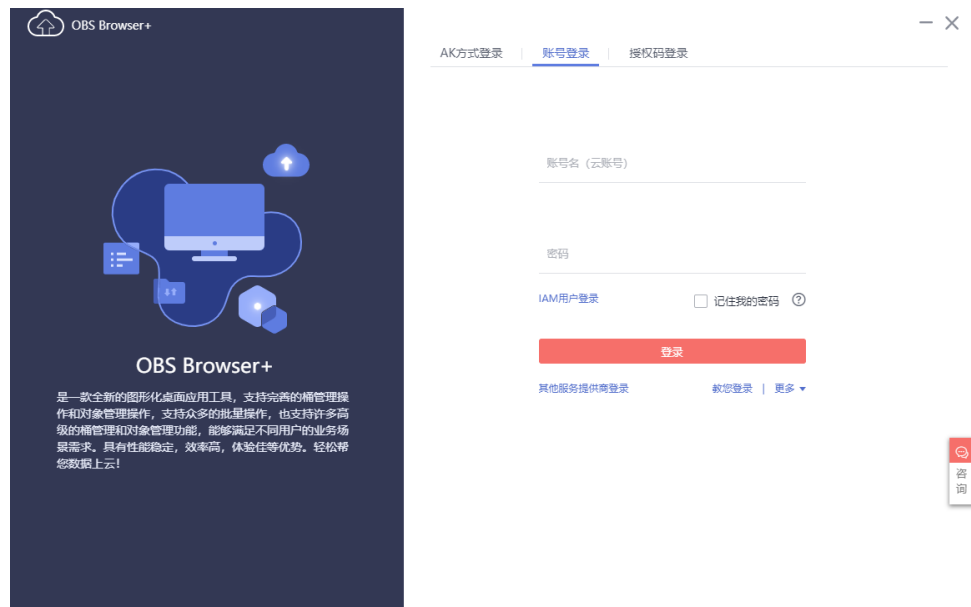 OBS Browser+
AK方式登录
账号登录
授权码登录
账号名（云账号）
密码
IAM用户登录
记住我的密码
登录
其他服务提供商登录
教您登录 | 更多
OBS Browser+
是一款全新的图形化桌面应用工具，支持完善的桶管理操
作和对象管理操作，支持众多的批量操作，也支持许多高
级的桶管理和对象管理功能，能够满足不同用户的业务场
景需求。具有性能稳定，效率高，体验佳等优势。轻松帮
您数据上云！
咨
询